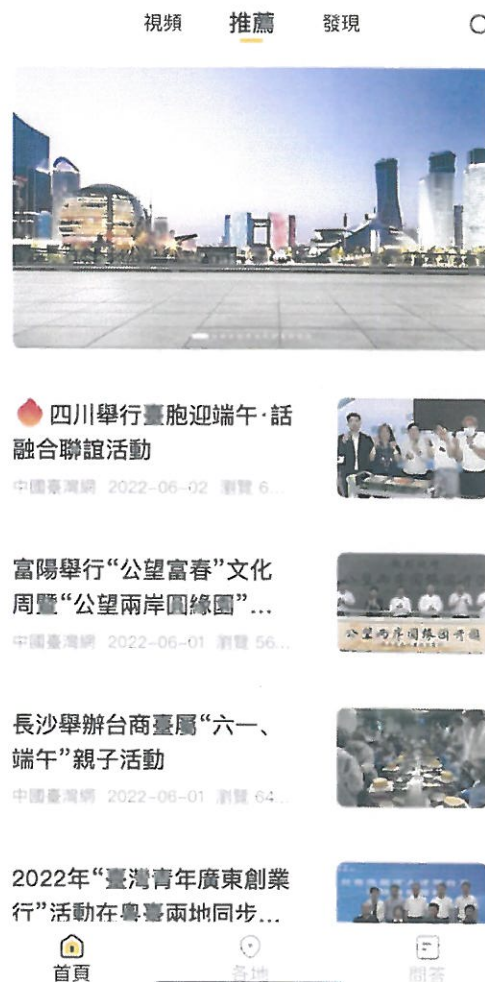 視頻 推薦 發現
四川舉行臺胞迎端午·話
融合聯誼活動
中國臺灣網 2022-06-02 瀏覽 6...
富陽舉行“公望富春”文化
周暨“公望兩岸圓緣園”...
中國臺灣網 2022-06-01 瀏覽 56...
公望兩岸圓緣園開園
長沙舉辦台商臺屬“六一、
端午”親子活動
中國臺灣網 2022-06-01 瀏覽 64...
2022年“臺灣青年廣東創業
行”活動在粵臺兩地同步...
首頁 各地 問答